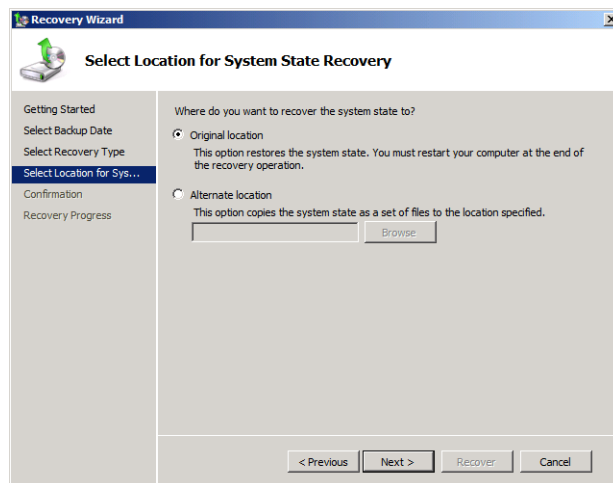 Recovery Wizard
Select Location for System State Recovery
Getting Started
Select Backup Date
Select Recovery Type
Select Location for Sys...
Confirmation
Recovery Progress
Where do you want to recover the system state to?
Original location
This option restores the system state. You must restart your computer at the end of
the recovery operation.
Alternate location
This option copies the system state as a set of files to the location specified.
Browse
< Previous
Next >
Recover
Cancel